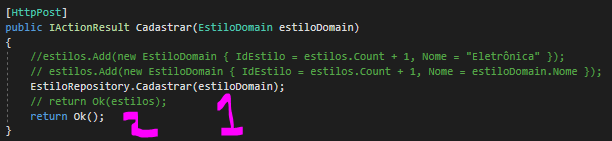 [HttpPost]
public IActionResult Cadastrar(EstiloDomain estiloDomain)
{
//estilos.Add(new EstiloDomain { IdEstilo = estilos.Count + 1, Nome = "Eletrônica" });
// estilos.Add(new EstiloDomain { IdEstilo = estilos.Count + 1, Nome = estiloDomain.Nome });
EstiloRepository.Cadastrar(estiloDomain);
// return Ok(estilos);
return Ok();
2 1
}